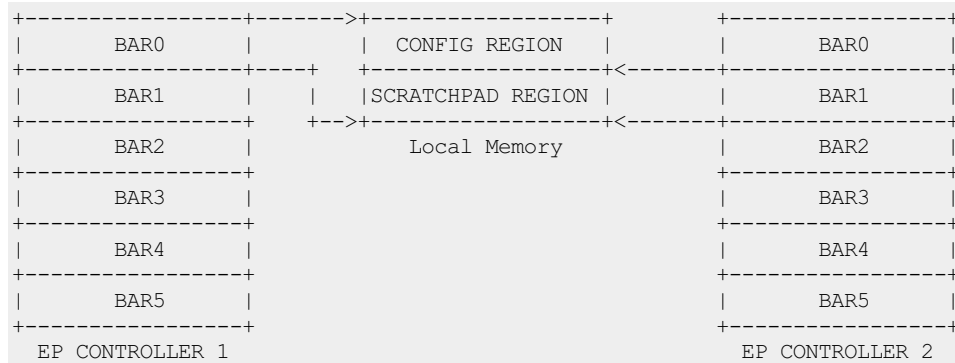 +-----------------+------->+------------------+        +-----------------+
|       BAR0      |        |  CONFIG REGION   |        |       BAR0      |
+-----------------+----+   +------------------+<-------+-----------------+
|       BAR1      |    |   |SCRATCHPAD REGION |        |       BAR1      |
+-----------------+    +-->+------------------+<-------+-----------------+
|       BAR2      |            Local Memory            |       BAR2      |
+-----------------+                                    +-----------------+
|       BAR3      |                                    |       BAR3      |
+-----------------+                                    +-----------------+
|       BAR4      |                                    |       BAR4      |
+-----------------+                                    +-----------------+
|       BAR5      |                                    |       BAR5      |
+-----------------+                                    +-----------------+
  EP CONTROLLER 1                                        EP CONTROLLER 2